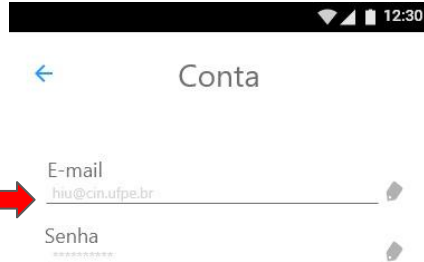 12:30
Conta
E-mail
hiu@cin.ufpe.br
Senha
**********